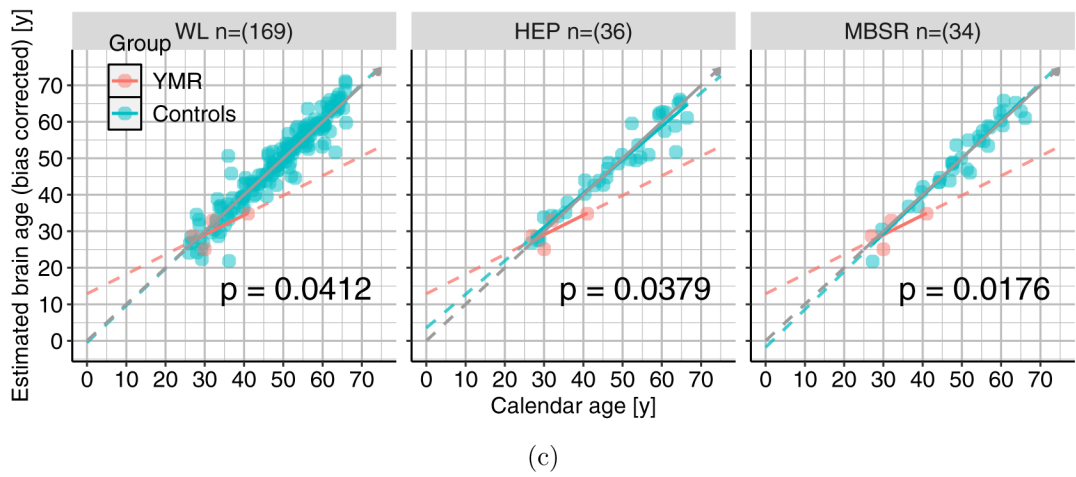 WL n=(169)
HEP n=(36)
MBSR n=(34)
Group
YMR
Controls
Estimated brain age (bias corrected) [y]
70
60
50
40
30
20
10
0
p = 0.0412
p = 0.0379
p = 0.0176
0 10 20 30 40 50 60 70
0 10 20 30 40 50 60 70
0 10 20 30 40 50 60 70
Calendar age [y]
(c)